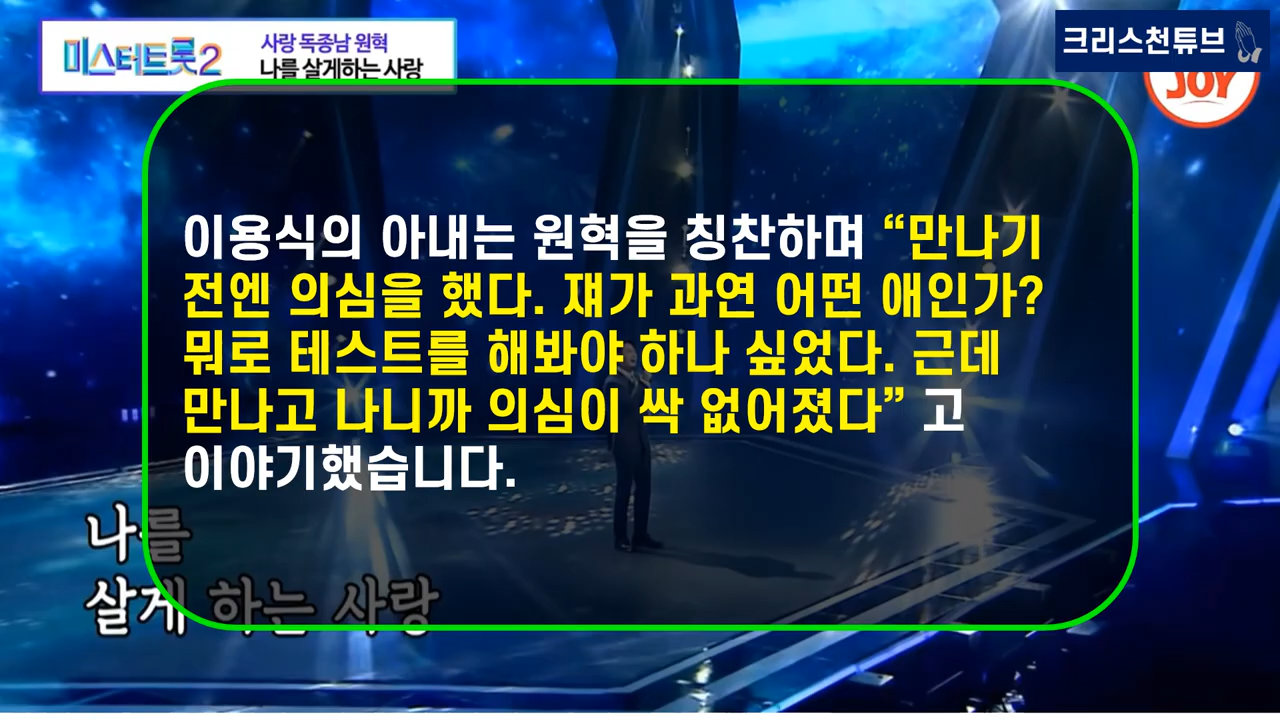 미스터트롯2
사랑 독종남 원혁
나를 살게하는 사랑
크리스천튜브
JOY
이용식의 아내는 원혁을 칭찬하며 “만나기
전엔 의심을 했다. 쟤가 과연 어떤 애인가?
뭐로 테스트를 해봐야 하나 싶었다. 근데
만나고 나니까 의심이 싹 없어졌다” 고
이야기했습니다.
나를
살게 하는 사랑